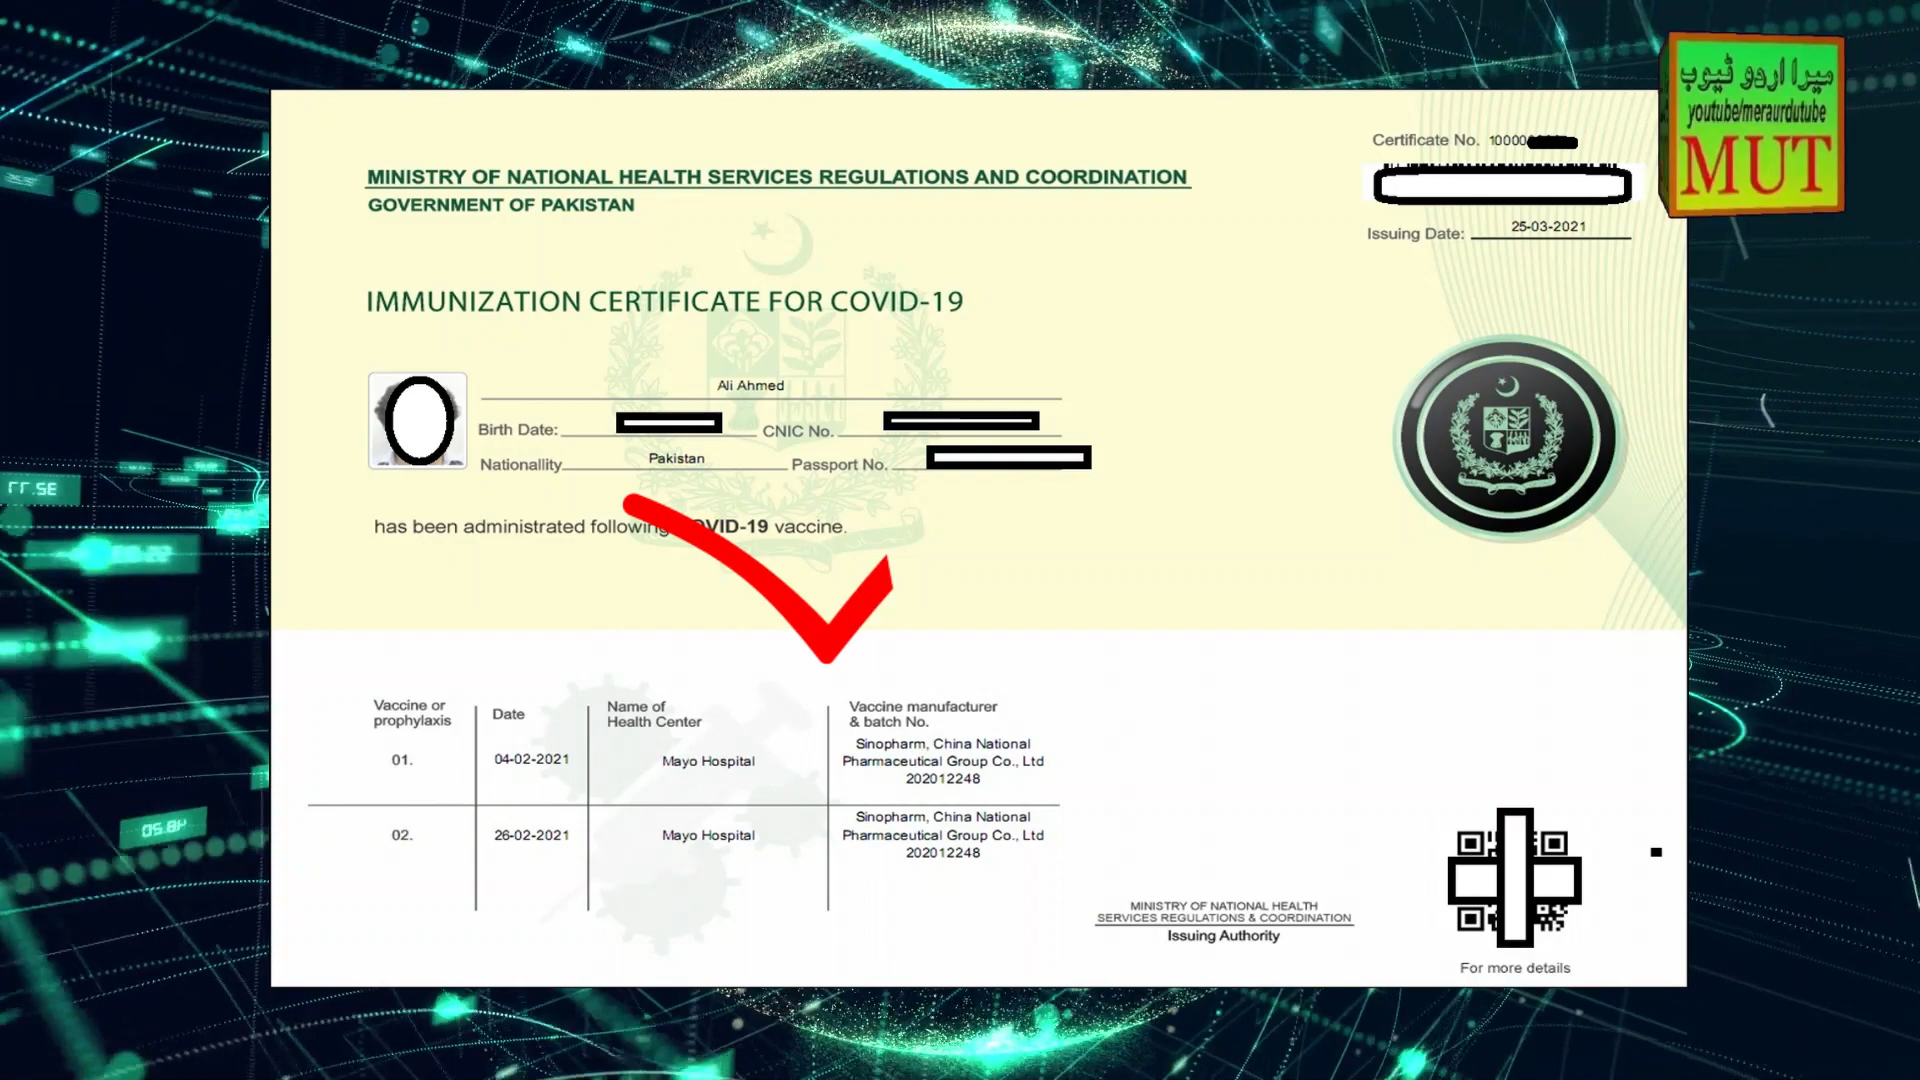 میرا اردو ٹیوب
youtube/meraurdutube
MUT
Certificate No. 10000
MINISTRY OF NATIONAL HEALTH SERVICES REGULATIONS AND COORDINATION
GOVERNMENT OF PAKISTAN
Issuing Date: 25-03-2021
IMMUNIZATION CERTIFICATE FOR COVID-19
Ali Ahmed
Birth Date: CNIC No.
Nationallity Pakistan Passport No.
has been administrated following OVID-19 vaccine.
Vaccine or prophylaxis
Date
Name of Health Center
Vaccine manufacturer & batch No.
01. 04-02-2021 Mayo Hospital Sinopharm, China National
Pharmaceutical Group Co., Ltd
202012248
02. 26-02-2021 Mayo Hospital Sinopharm, China National
Pharmaceutical Group Co., Ltd
202012248
MINISTRY OF NATIONAL HEALTH
SERVICES REGULATIONS & COORDINATION
Issuing Authority
For more details